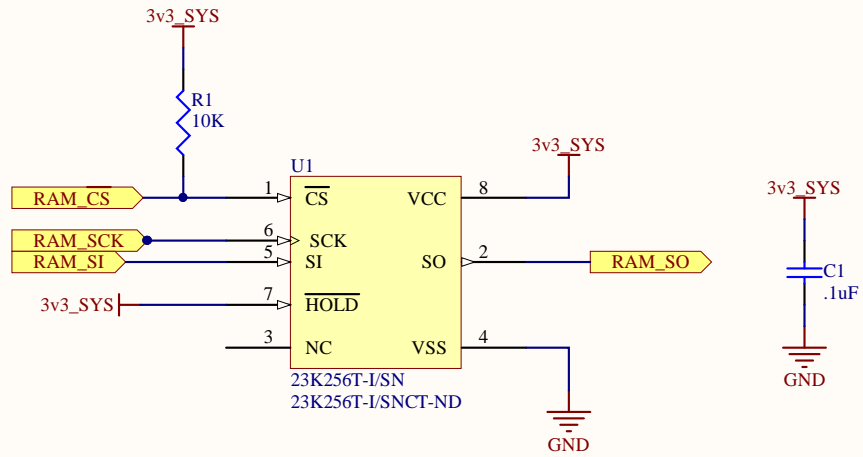 3v3_SYS
R1
10K
U1
3v3_SYS
3v3_SYS
RAM_CS
1
CS
VCC
8
RAM_SCK
6
SCK
RAM_SI
5
SI
SO
2
RAM_SO
C1
.1uF
3v3_SYS
7
HOLD
3
NC
VSS
4
GND
23K256T-I/SN
23K256T-I/SNCT-ND
GND